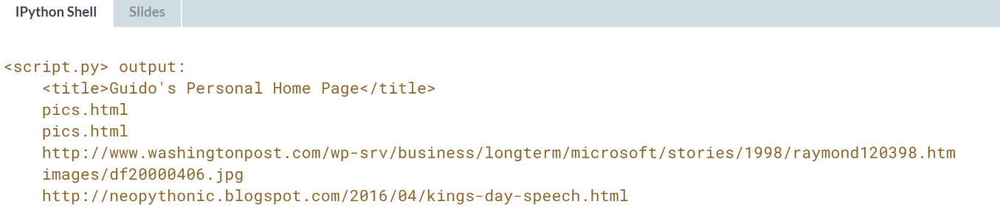 IPython Shell Slides
<script.py> output:
<title>Guido's Personal Home Page</title>
pics.html
pics.html
http://www.washingtonpost.com/wp-srv/business/longterm/microsoft/stories/1998/raymond120398.htm
images/df20000406.jpg
http://neopythonic.blogspot.com/2016/04/kings-day-speech.html